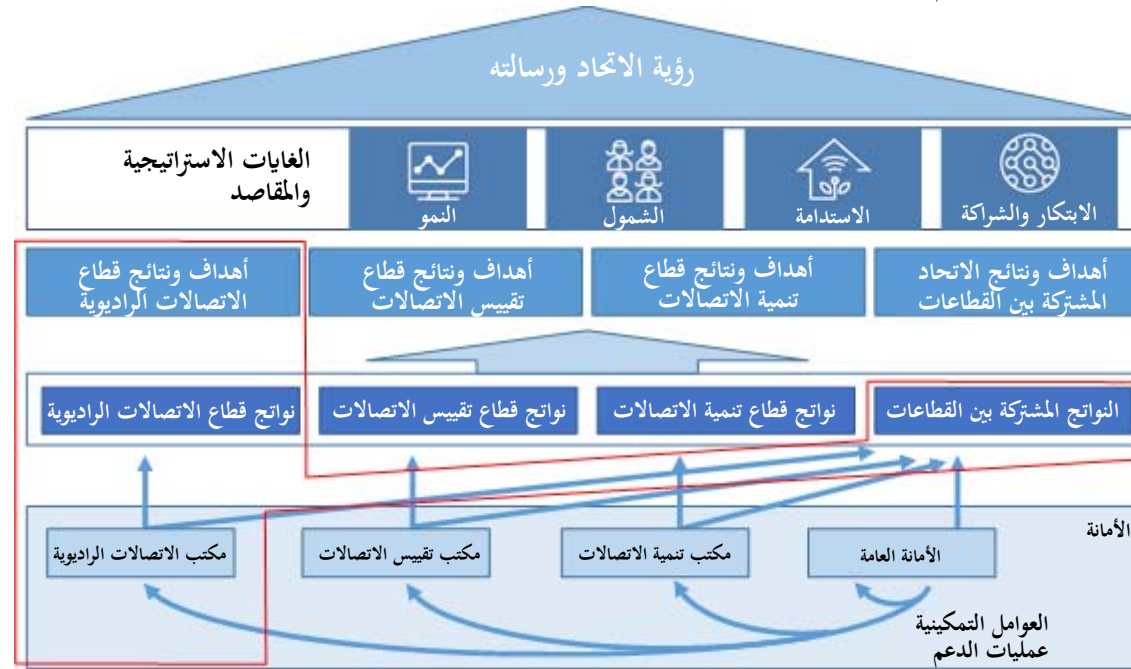 رؤية الاتحاد ورسالته
الغايات الاستراتيجية
والمقاصد
الابتكار والشراكة
الاستدامة
الشمول
النمو
أهداف ونتائج الاتحاد
المشتركة بين القطاعات
أهداف ونتائج قطاع
تنمية الاتصالات
أهداف ونتائج قطاع
تقييس الاتصالات
أهداف ونتائج قطاع
الاتصالات الراديوية
النواتج المشتركة بين القطاعات
نواتج قطاع تنمية الاتصالات
نواتج قطاع تقييس الاتصالات
نواتج قطاع الاتصالات الراديوية
الأمانة
الأمانة العامة
مكتب تنمية الاتصالات
مكتب تقييس الاتصالات
مكتب الاتصالات الراديوية
العوامل التمكينية
عمليات الدعم